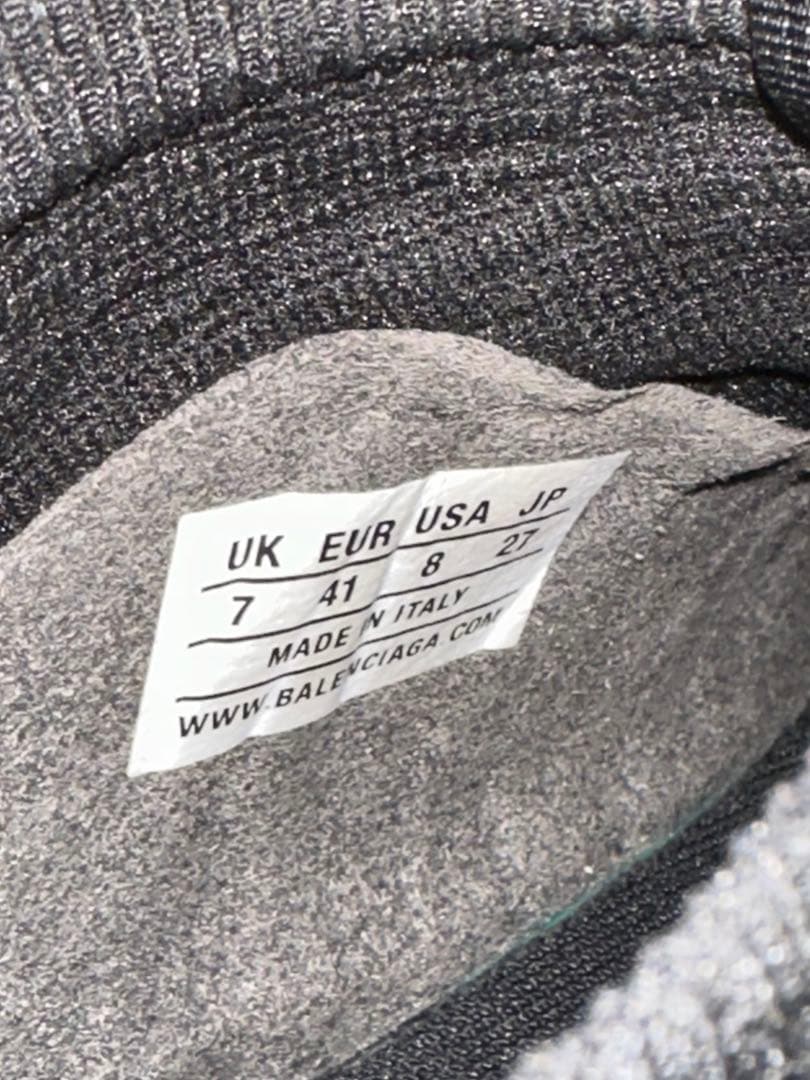 UK EUR USA JP
7 41 8 27
MADE IN ITALY
WWW.BALENCIAGA.COM